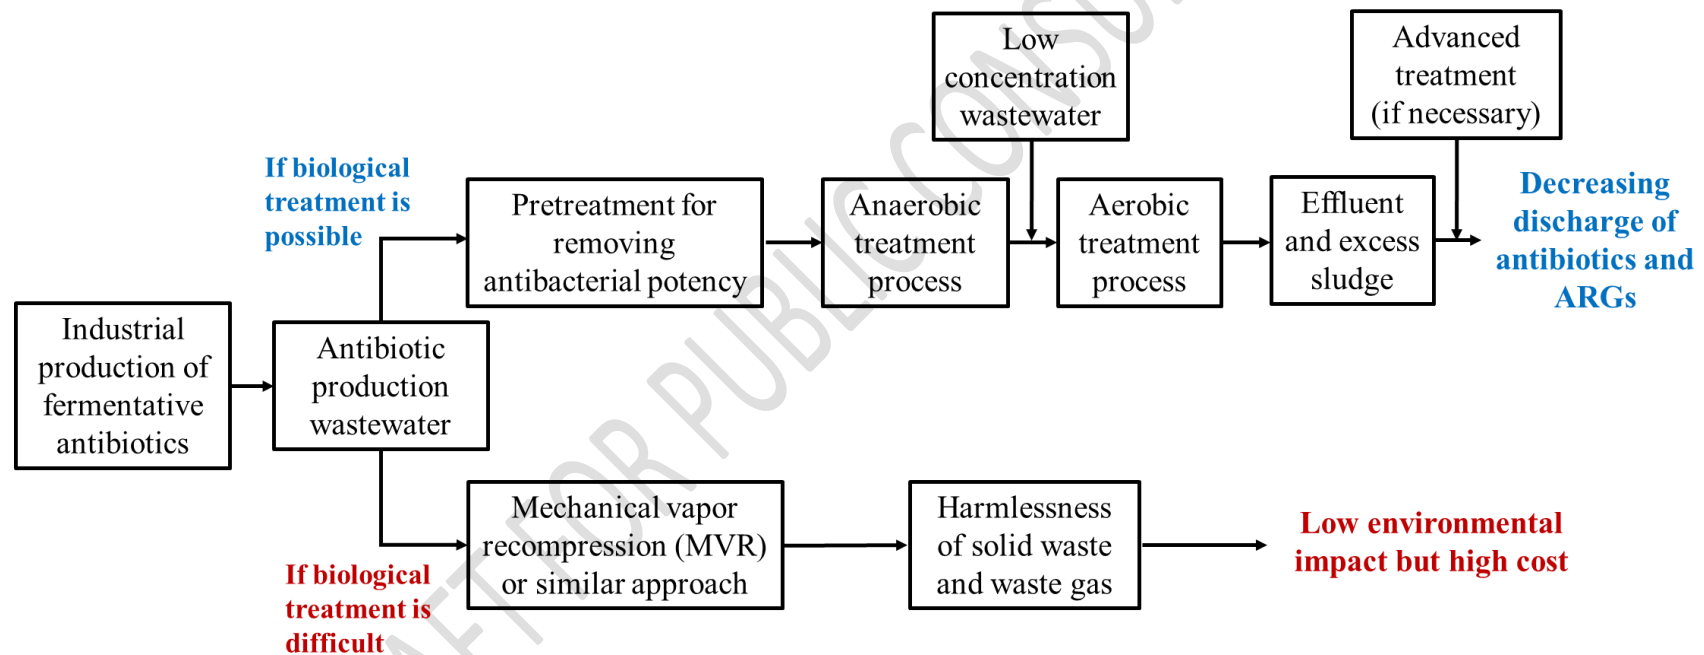 Industrial
production of
fermentative
antibiotics
Antibiotic
production
wastewater
If biological
treatment is
possible
Pretreatment for
removing
antibacterial potency
Anaerobic
treatment
process
Low
concentration
wastewater
Aerobic
treatment
process
Effluent
and excess
sludge
Advanced
treatment
(if necessary)
Decreasing
discharge of
antibiotics and
ARGs
If biological
treatment is
difficult
Mechanical vapor
recompression (MVR)
or similar approach
Harmlessness
of solid waste
and waste gas
Low environmental
impact but high cost
FOR PUBLIC